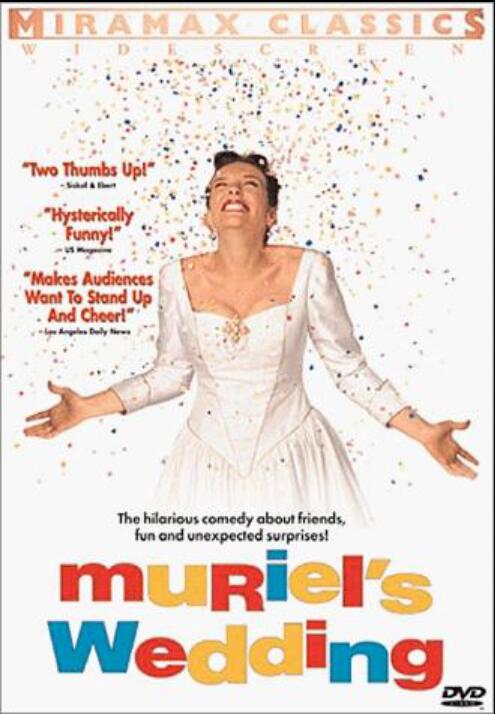 MIRAMAX CLASSICS
WIDESCREEN
"Two Thumbs Up!"
- Siskel & Ebert
"Hysterically
Funny!"
- US Magazine
"Makes Audiences
Want To Stand Up
And Cheer!"
- Los Angeles Daily News
The hilarious comedy about friends,
fun and unexpected surprises!
muRiel's
Wedding
DVD
VIDEO